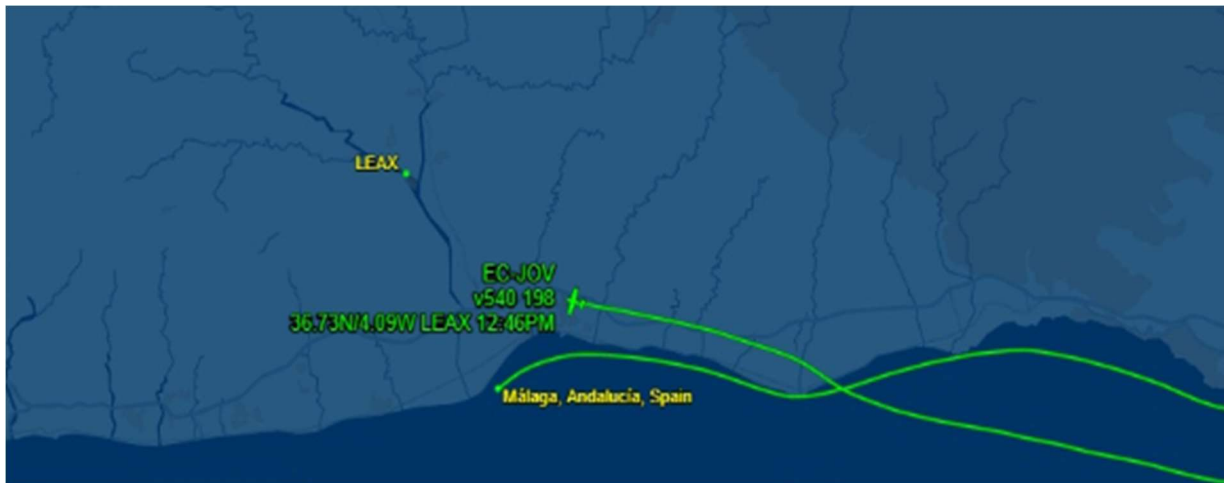 LEAX
EC-JOV
v540 198
36.73N/4.09W LEAX 12:46PM
Málaga, Andalucía, Spain